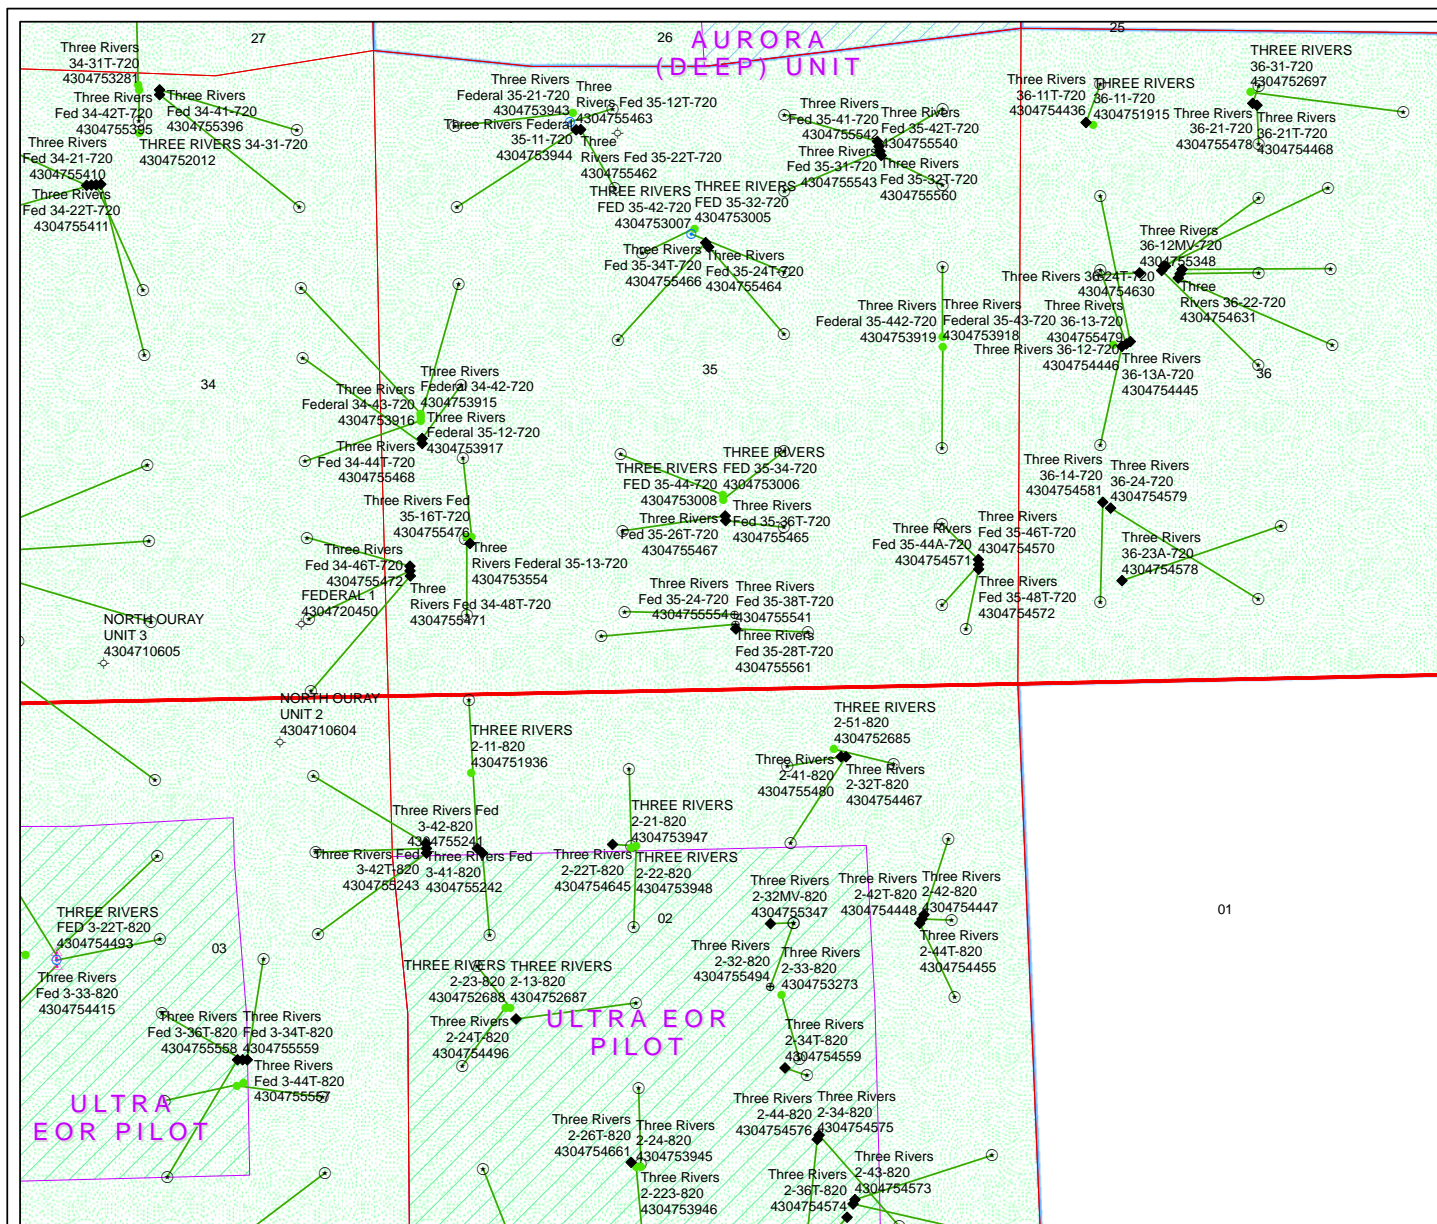 27
26
25
AURORA
(DEEP) UNIT
Three Rivers
34-31T-720
4304753281
Three Rivers
Fed 34-42T-720
4304755395
Three Rivers
Fed 34-41-720
4304755396
THREE RIVERS 34-31-720
4304752012
Three Rivers
Fed 34-21-720
4304755410
Three Rivers
Fed 34-22T-720
4304755411
Three Rivers
Federal 35-21-720
4304753943
Three
Rivers Fed 35-12T-720
4304755463
Three Rivers Federal
35-11-720
4304753944
Three
Rivers Fed 35-22T-720
4304755462
THREE RIVERS
FED 35-42-720
4304753007
THREE RIVERS
FED 35-32-720
4304753005
Three Rivers
Fed 35-34T-720
4304755466
Three Rivers
Fed 35-24T-720
4304755464
Three Rivers
Fed 35-41-720
4304755542
Three Rivers
Fed 35-42T-720
4304755540
Three Rivers
Fed 35-31-720
4304755543
Three Rivers
Fed 35-32T-720
4304755560
Three Rivers
36-11T-720
4304754436
THREE RIVERS
36-11-720
4304751915
THREE RIVERS
36-31-720
4304752697
Three Rivers
36-21-720
4304755478
Three Rivers
36-21T-720
4304754468
Three Rivers
36-12MV-720
4304755348
Three Rivers 36-24T-720
4304754630
Three
Rivers 36-22-720
4304754631
Three Rivers
36-13-720
4304755479
Three Rivers 36-12-720
4304754446
Three Rivers
36-13A-720
4304754445
Three Rivers
Federal 35-442-720
4304753919
Three Rivers
Federal 35-43-720
4304753918
34
35
36
Three Rivers
Federal 34-42-720
4304753915
Three Rivers
Federal 34-43-720
4304753916
Three Rivers
Federal 35-12-720
4304753917
Three Rivers
Fed 34-44T-720
4304755468
Three Rivers Fed
35-16T-720
4304755476
Three
Rivers Federal 35-13-720
4304753554
Three Rivers
Fed 34-46T-720
4304755472
Three
Rivers Fed 34-48T-720
4304755471
FEDERAL 1
4304720450
NORTH OURAY
UNIT 3
4304710605
THREE RIVERS
FED 35-44-720
4304753008
THREE RIVERS
FED 35-34-720
4304753006
Three Rivers
Fed 35-26T-720
4304755467
Three Rivers
Fed 35-36T-720
4304755465
Three Rivers
Fed 35-24-720
4304755554
Three Rivers
Fed 35-38T-720
4304755541
Three Rivers
Fed 35-28T-720
4304755561
Three Rivers
Fed 35-44A-720
4304754571
Three Rivers
Fed 35-46T-720
4304754570
Three Rivers
Fed 35-48T-720
4304754572
Three Rivers
36-14-720
4304754581
Three Rivers
36-24-720
4304754579
Three Rivers
36-23A-720
4304754578
NORTH OURAY
UNIT 2
4304710604
THREE RIVERS
2-11-820
4304751936
THREE RIVERS
2-51-820
4304752685
Three Rivers
2-41-820
4304755480
Three Rivers
2-32T-820
4304754467
Three Rivers Fed
3-42-820
4304755241
Three Rivers Fed
3-42T-820
4304755243
Three Rivers Fed
3-41-820
4304755242
THREE RIVERS
2-21-820
4304753947
Three Rivers
2-22T-820
4304754645
THREE RIVERS
2-22-820
4304753948
Three Rivers
2-32MV-820
4304755347
Three Rivers
2-42T-820
4304754448
Three Rivers
2-42-820
4304754447
Three Rivers
2-44T-820
4304754455
01
02
03
THREE RIVERS
FED 3-22T-820
4304754493
Three Rivers
Fed 3-33-820
4304754415
Three Rivers
Fed 3-36T-820
4304755558
Three Rivers
Fed 3-34T-820
4304755559
Three Rivers
Fed 3-44T-820
4304755557
THREE RIVERS
2-23-820
4304752688
THREE RIVERS
2-13-820
4304752687
Three Rivers
2-24T-820
4304754496
Three Rivers
2-32-820
4304755494
Three Rivers
2-33-820
4304753273
Three Rivers
2-34T-820
4304754559
ULTRA EOR
PILOT
ULTRA
EOR PILOT
Three Rivers
2-26T-820
4304754661
Three Rivers
2-24-820
4304753945
Three Rivers
2-223-820
4304753946
Three Rivers
2-44-820
4304754576
Three Rivers
2-34-820
4304754575
Three Rivers
2-36T-820
4304754574
Three Rivers
2-43-820
4304754573